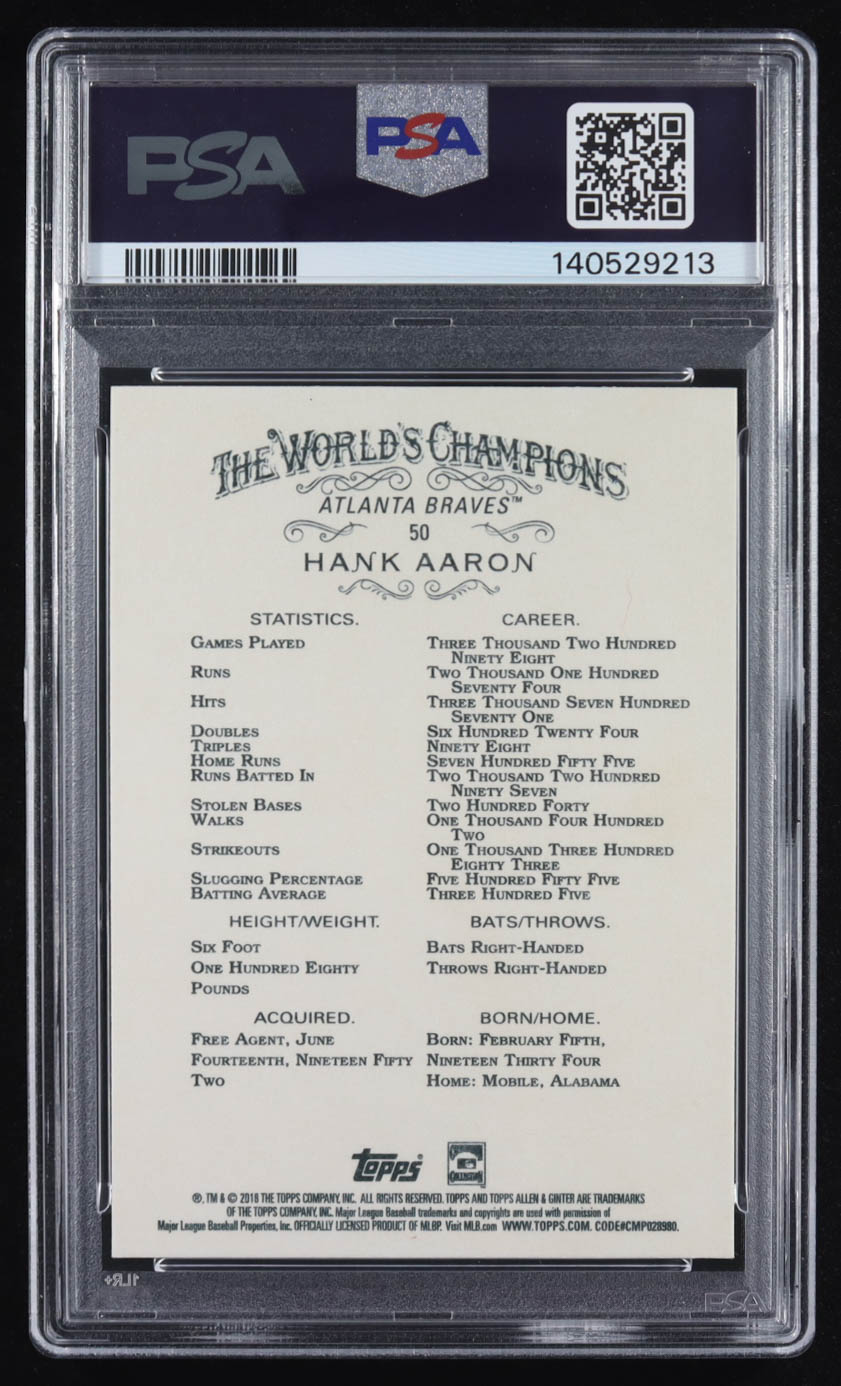 PSA
PSA
140529213
THE WORLD'S CHAMPIONS
ATLANTA BRAVES™
50
HANK AARON
STATISTICS. CAREER.
GAMES PLAYED THREE THOUSAND TWO HUNDRED
NINETY EIGHT
RUNS TWO THOUSAND ONE HUNDRED
SEVENTY FOUR
HITS THREE THOUSAND SEVEN HUNDRED
SEVENTY ONE
DOUBLES SIX HUNDRED TWENTY FOUR
TRIPLES NINETY EIGHT
HOME RUNS SEVEN HUNDRED FIFTY FIVE
RUNS BATTED IN TWO THOUSAND TWO HUNDRED
NINETY SEVEN
STOLEN BASES TWO HUNDRED FORTY
WALKS ONE THOUSAND FOUR HUNDRED
TWO
STRIKEOUTS ONE THOUSAND THREE HUNDRED
EIGHTY THREE
SLUGGING PERCENTAGE FIVE HUNDRED FIFTY FIVE
BATTING AVERAGE THREE HUNDRED FIVE
HEIGHT/WEIGHT. BATS/THROWS.
SIX FOOT BATS RIGHT-HANDED
ONE HUNDRED EIGHTY THROWS RIGHT-HANDED
POUNDS
ACQUIRED. BORN/HOME.
FREE AGENT, JUNE BORN: FEBRUARY FIFTH,
FOURTEENTH, NINETEEN FIFTY NINETEEN THIRTY FOUR
TWO HOME: MOBILE, ALABAMA
Topps
®, TM & © 2018 THE TOPPS COMPANY, INC. ALL RIGHTS RESERVED. TOPPS AND TOPPS ALLEN & GINTER ARE TRADEMARKS
OF THE TOPPS COMPANY, INC. Major League Baseball trademarks and copyrights are used with permission of
Major League Baseball Properties, Inc. OFFICIALLY LICENSED PRODUCT OF MLBP. Visit MLB.com WWW.TOPPS.COM. CODE#CMP028980.
1LR+
PSA